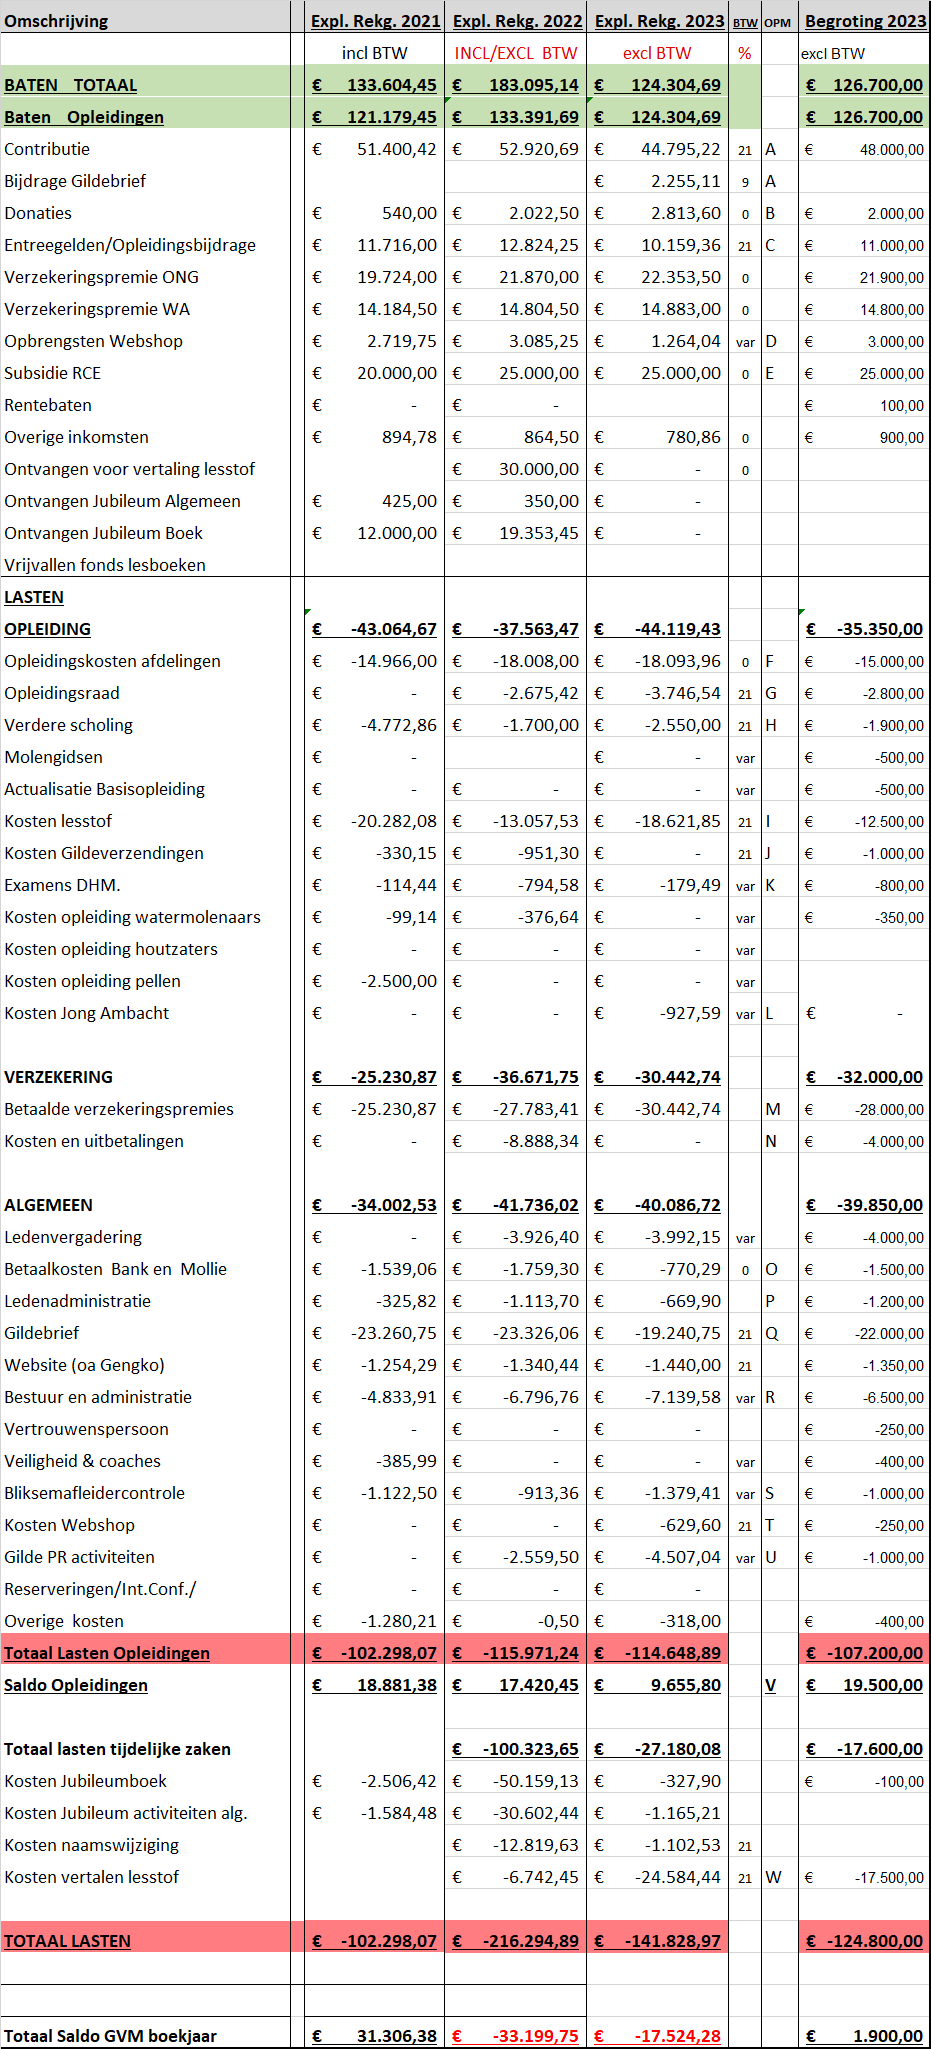 Omschrijving Expl. Rekg. 2021 Expl. Rekg. 2022 Expl. Rekg. 2023 BTW OPM Begroting 2023
incl BTW INCL/EXCL BTW excl BTW % excl BTW
BATEN TOTAAL € 133.604,45 € 183.095,14 € 124.304,69 € 126.700,00
Baten Opleidingen € 121.179,45 € 133.391,69 € 124.304,69 € 126.700,00
Contributie € 51.400,42 € 52.920,69 € 44.795,22 21 A € 48.000,00
Bijdrage Gildebrief € 2.255,11 9 A
Donaties € 540,00 € 2.022,50 € 2.813,60 0 B € 2.000,00
Entreegelden/Opleidingsbijdrage € 11.716,00 € 12.824,25 € 10.159,36 21 C € 11.000,00
Verzekeringspremie ONG € 19.724,00 € 21.870,00 € 22.353,50 0 € 21.900,00
Verzekeringspremie WA € 14.184,50 € 14.804,50 € 14.883,00 0 € 14.800,00
Opbrengsten Webshop € 2.719,75 € 3.085,25 € 1.264,04 var D € 3.000,00
Subsidie RCE € 20.000,00 € 25.000,00 € 25.000,00 0 E € 25.000,00
Rentebaten € - € - € 100,00
Overige inkomsten € 894,78 € 864,50 € 780,86 0 € 900,00
Ontvangen voor vertaling lesstof € 30.000,00 € - 0
Ontvangen Jubileum Algemeen € 425,00 € 350,00 € -
Ontvangen Jubileum Boek € 12.000,00 € 19.353,45 € -
Vrijvallen fonds lesboeken
LASTEN
OPLEIDING € -43.064,67 € -37.563,47 € -44.119,43 € -35.350,00
Opleidingskosten afdelingen € -14.966,00 € -18.008,00 € -18.093,96 0 F € -15.000,00
Opleidingsraad € - € -2.675,42 € -3.746,54 21 G € -2.800,00
Verdere scholing € -4.772,86 € -1.700,00 € -2.550,00 21 H € -1.900,00
Molengidsen € - € - var € -500,00
Actualisatie Basisopleiding € - € - € - var € -500,00
Kosten lesstof € -20.282,08 € -13.057,53 € -18.621,85 21 I € -12.500,00
Kosten Gildeverzendingen € -330,15 € -951,30 € - 21 J € -1.000,00
Examens DHM. € -114,44 € -794,58 € -179,49 var K € -800,00
Kosten opleiding watermolenaars € -99,14 € -376,64 € - var € -350,00
Kosten opleiding houtzaters € - € - € - var
Kosten opleiding pellen € -2.500,00 € - € - var
Kosten Jong Ambacht € - € - € -927,59 var L € -
VERZEKERING € -25.230,87 € -36.671,75 € -30.442,74 € -32.000,00
Betaalde verzekeringspremies € -25.230,87 € -27.783,41 € -30.442,74 M € -28.000,00
Kosten en uitbetalingen € - € -8.888,34 € - N € -4.000,00
ALGEMEEN € -34.002,53 € -41.736,02 € -40.086,72 € -39.850,00
Ledenvergadering € - € -3.926,40 € -3.992,15 var € -4.000,00
Betaalkosten Bank en Mollie € -1.539,06 € -1.759,30 € -770,29 0 O € -1.500,00
Ledenadministratie € -325,82 € -1.113,70 € -669,90 P € -1.200,00
Gildebrief € -23.260,75 € -23.326,06 € -19.240,75 21 Q € -22.000,00
Website (oa Gengko) € -1.254,29 € -1.340,44 € -1.440,00 21 € -1.350,00
Bestuur en administratie € -4.833,91 € -6.796,76 € -7.139,58 var R € -6.500,00
Vertrouwenspersoon € - € - € - € -250,00
Veiligheid & coaches € -385,99 € - € - var € -400,00
Bliksemafleidercontrole € -1.122,50 € -913,36 € -1.379,41 var S € -1.000,00
Kosten Webshop € - € - € -629,60 21 T € -250,00
Gilde PR activiteiten € - € -2.559,50 € -4.507,04 var U € -1.000,00
Reserveringen/Int.Conf./ € - € - € -
Overige kosten € -1.280,21 € -0,50 € -318,00 € -400,00
Totaal Lasten Opleidingen € -102.298,07 € -115.971,24 € -114.648,89 € -107.200,00
Saldo Opleidingen € 18.881,38 € 17.420,45 € 9.655,80 V € 19.500,00
Totaal lasten tijdelijke zaken € -100.323,65 € -27.180,08 € -17.600,00
Kosten Jubileumboek € -2.506,42 € -50.159,13 € -327,90 € -100,00
Kosten Jubileum activiteiten alg. € -1.584,48 € -30.602,44 € -1.165,21
Kosten naamswijziging € -12.819,63 € -1.102,53 21
Kosten vertalen lesstof € -6.742,45 € -24.584,44 21 W € -17.500,00
TOTAAL LASTEN € -102.298,07 € -216.294,89 € -141.828,97 € -124.800,00
Totaal Saldo GVM boekjaar € 31.306,38 € -33.199,75 € -17.524,28 € 1.900,00